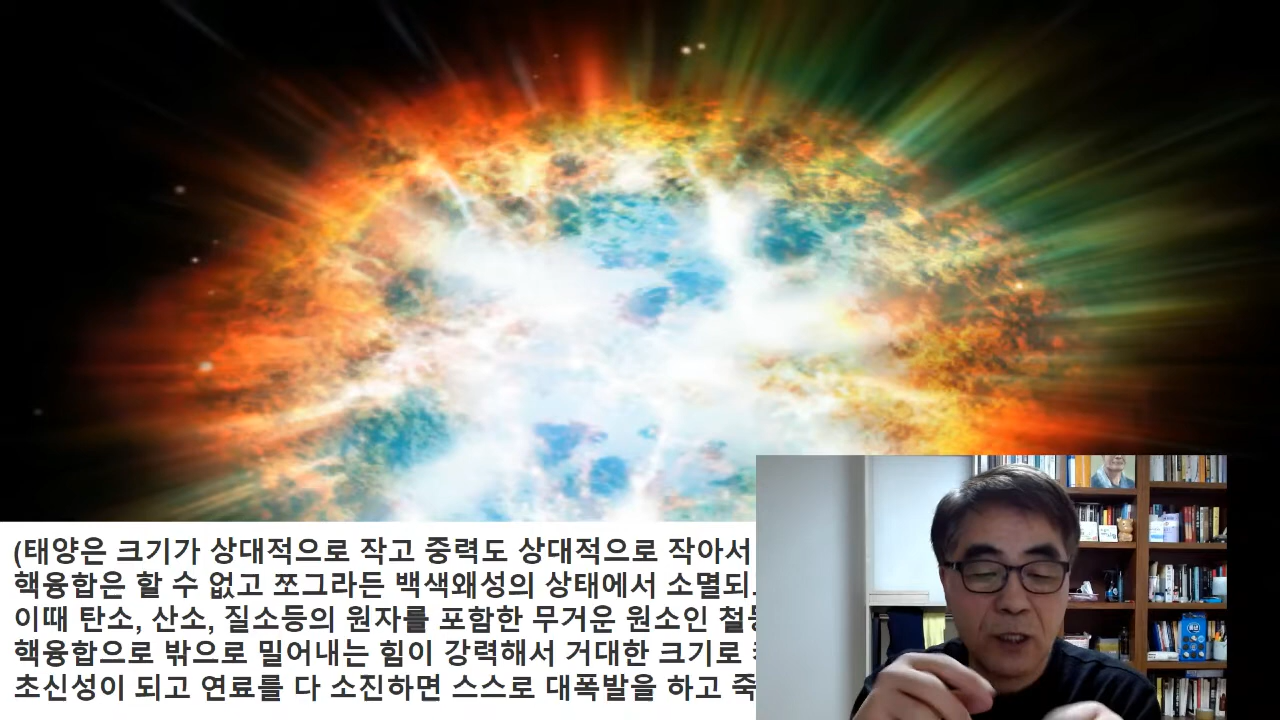 (태양은 크기가 상대적으로 작고 중력도 상대적으로 작아서
핵융합은 할 수 없고 쪼그라든 백색왜성의 상태에서
이때 탄소, 산소, 질소등의 원자를 포함한 무거운 원소인
핵융합으로 밖으로 밀어내는 힘이 강력해서 거대한 크기로
초신성이 되고 연료를 다 소진하면 스스로 대폭발을 하고